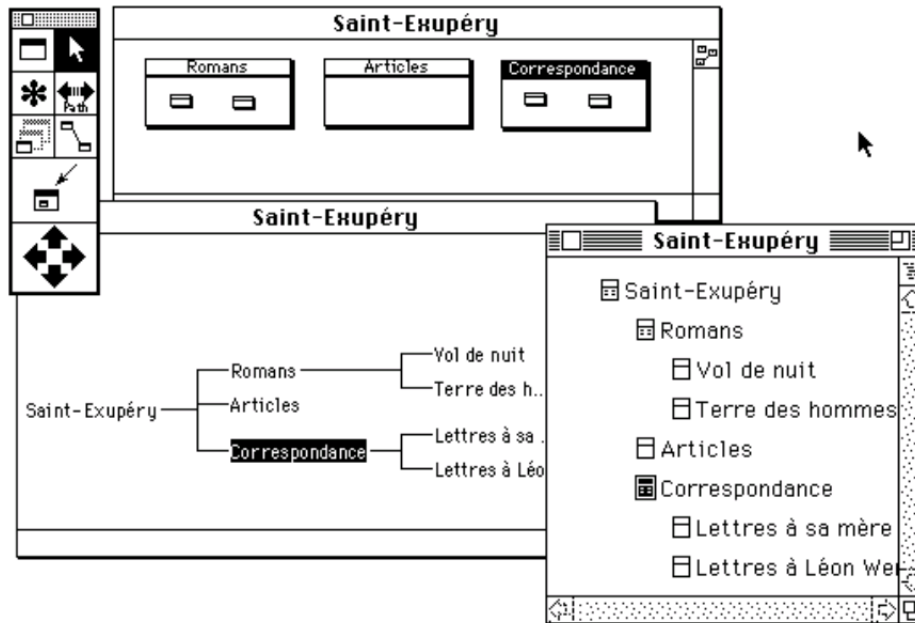 Saint-Exupéry
Romans
Articles
Correspondance
Path
Saint-Exupéry
Vol de nuit
Romans
Terre des h...
Saint-Exupéry
Articles
Lettres à sa ...
Correspondance
Lettres à Léo
Saint-Exupéry
Saint-Exupéry
Romans
Vol de nuit
Terre des hommes
Articles
Correspondance
Lettres à sa mère
Lettres à Léon We